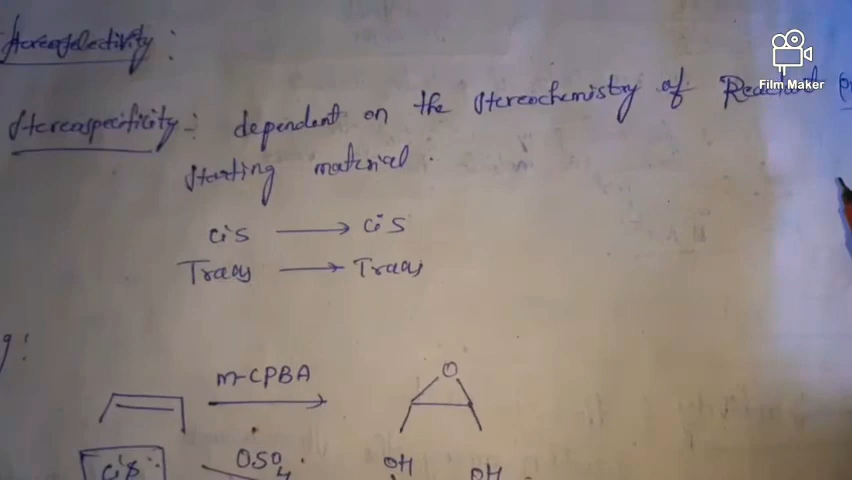 Stereoselectivity :
Film Maker
Stereospecificity :- dependent on the stereochemistry of Reactant
starting material.
cis → cis
Trans → Trans
g:
m-CPBA
O
cis
OSO4
OH OH